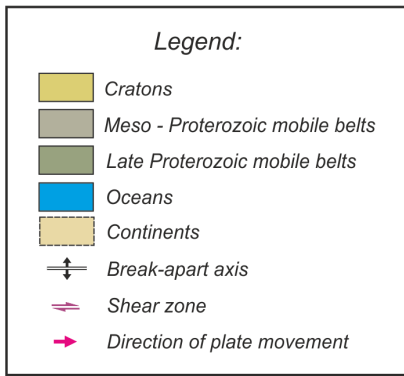 Legend:
Cratons
Meso - Proterozoic mobile belts
Late Proterozoic mobile belts
Oceans
Continents
Break-apart axis
Shear zone
Direction of plate movement